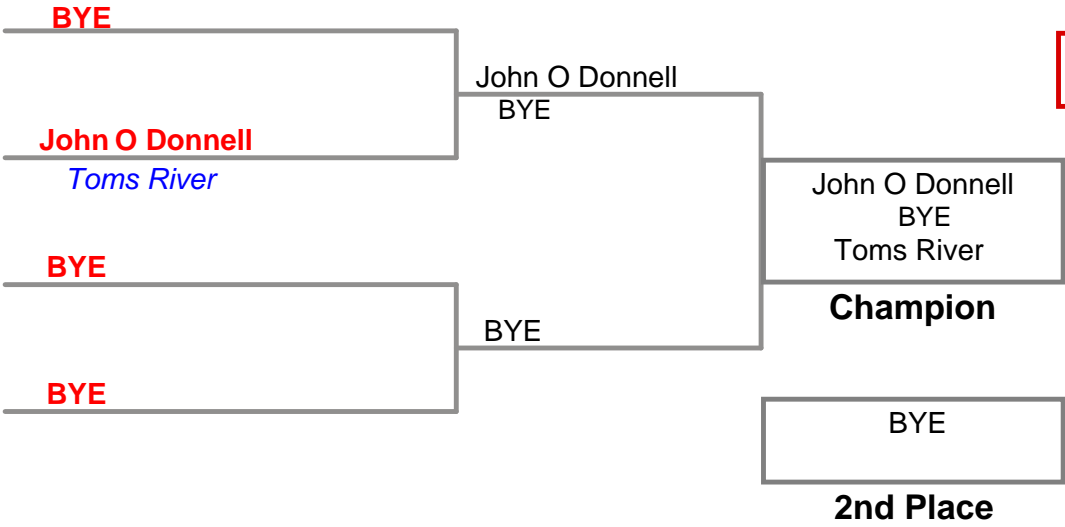 BYE
John O Donnell
Toms River
BYE
BYE
John O Donnell
BYE
BYE
John O Donnell
BYE
Toms River
Champion
BYE
2nd Place